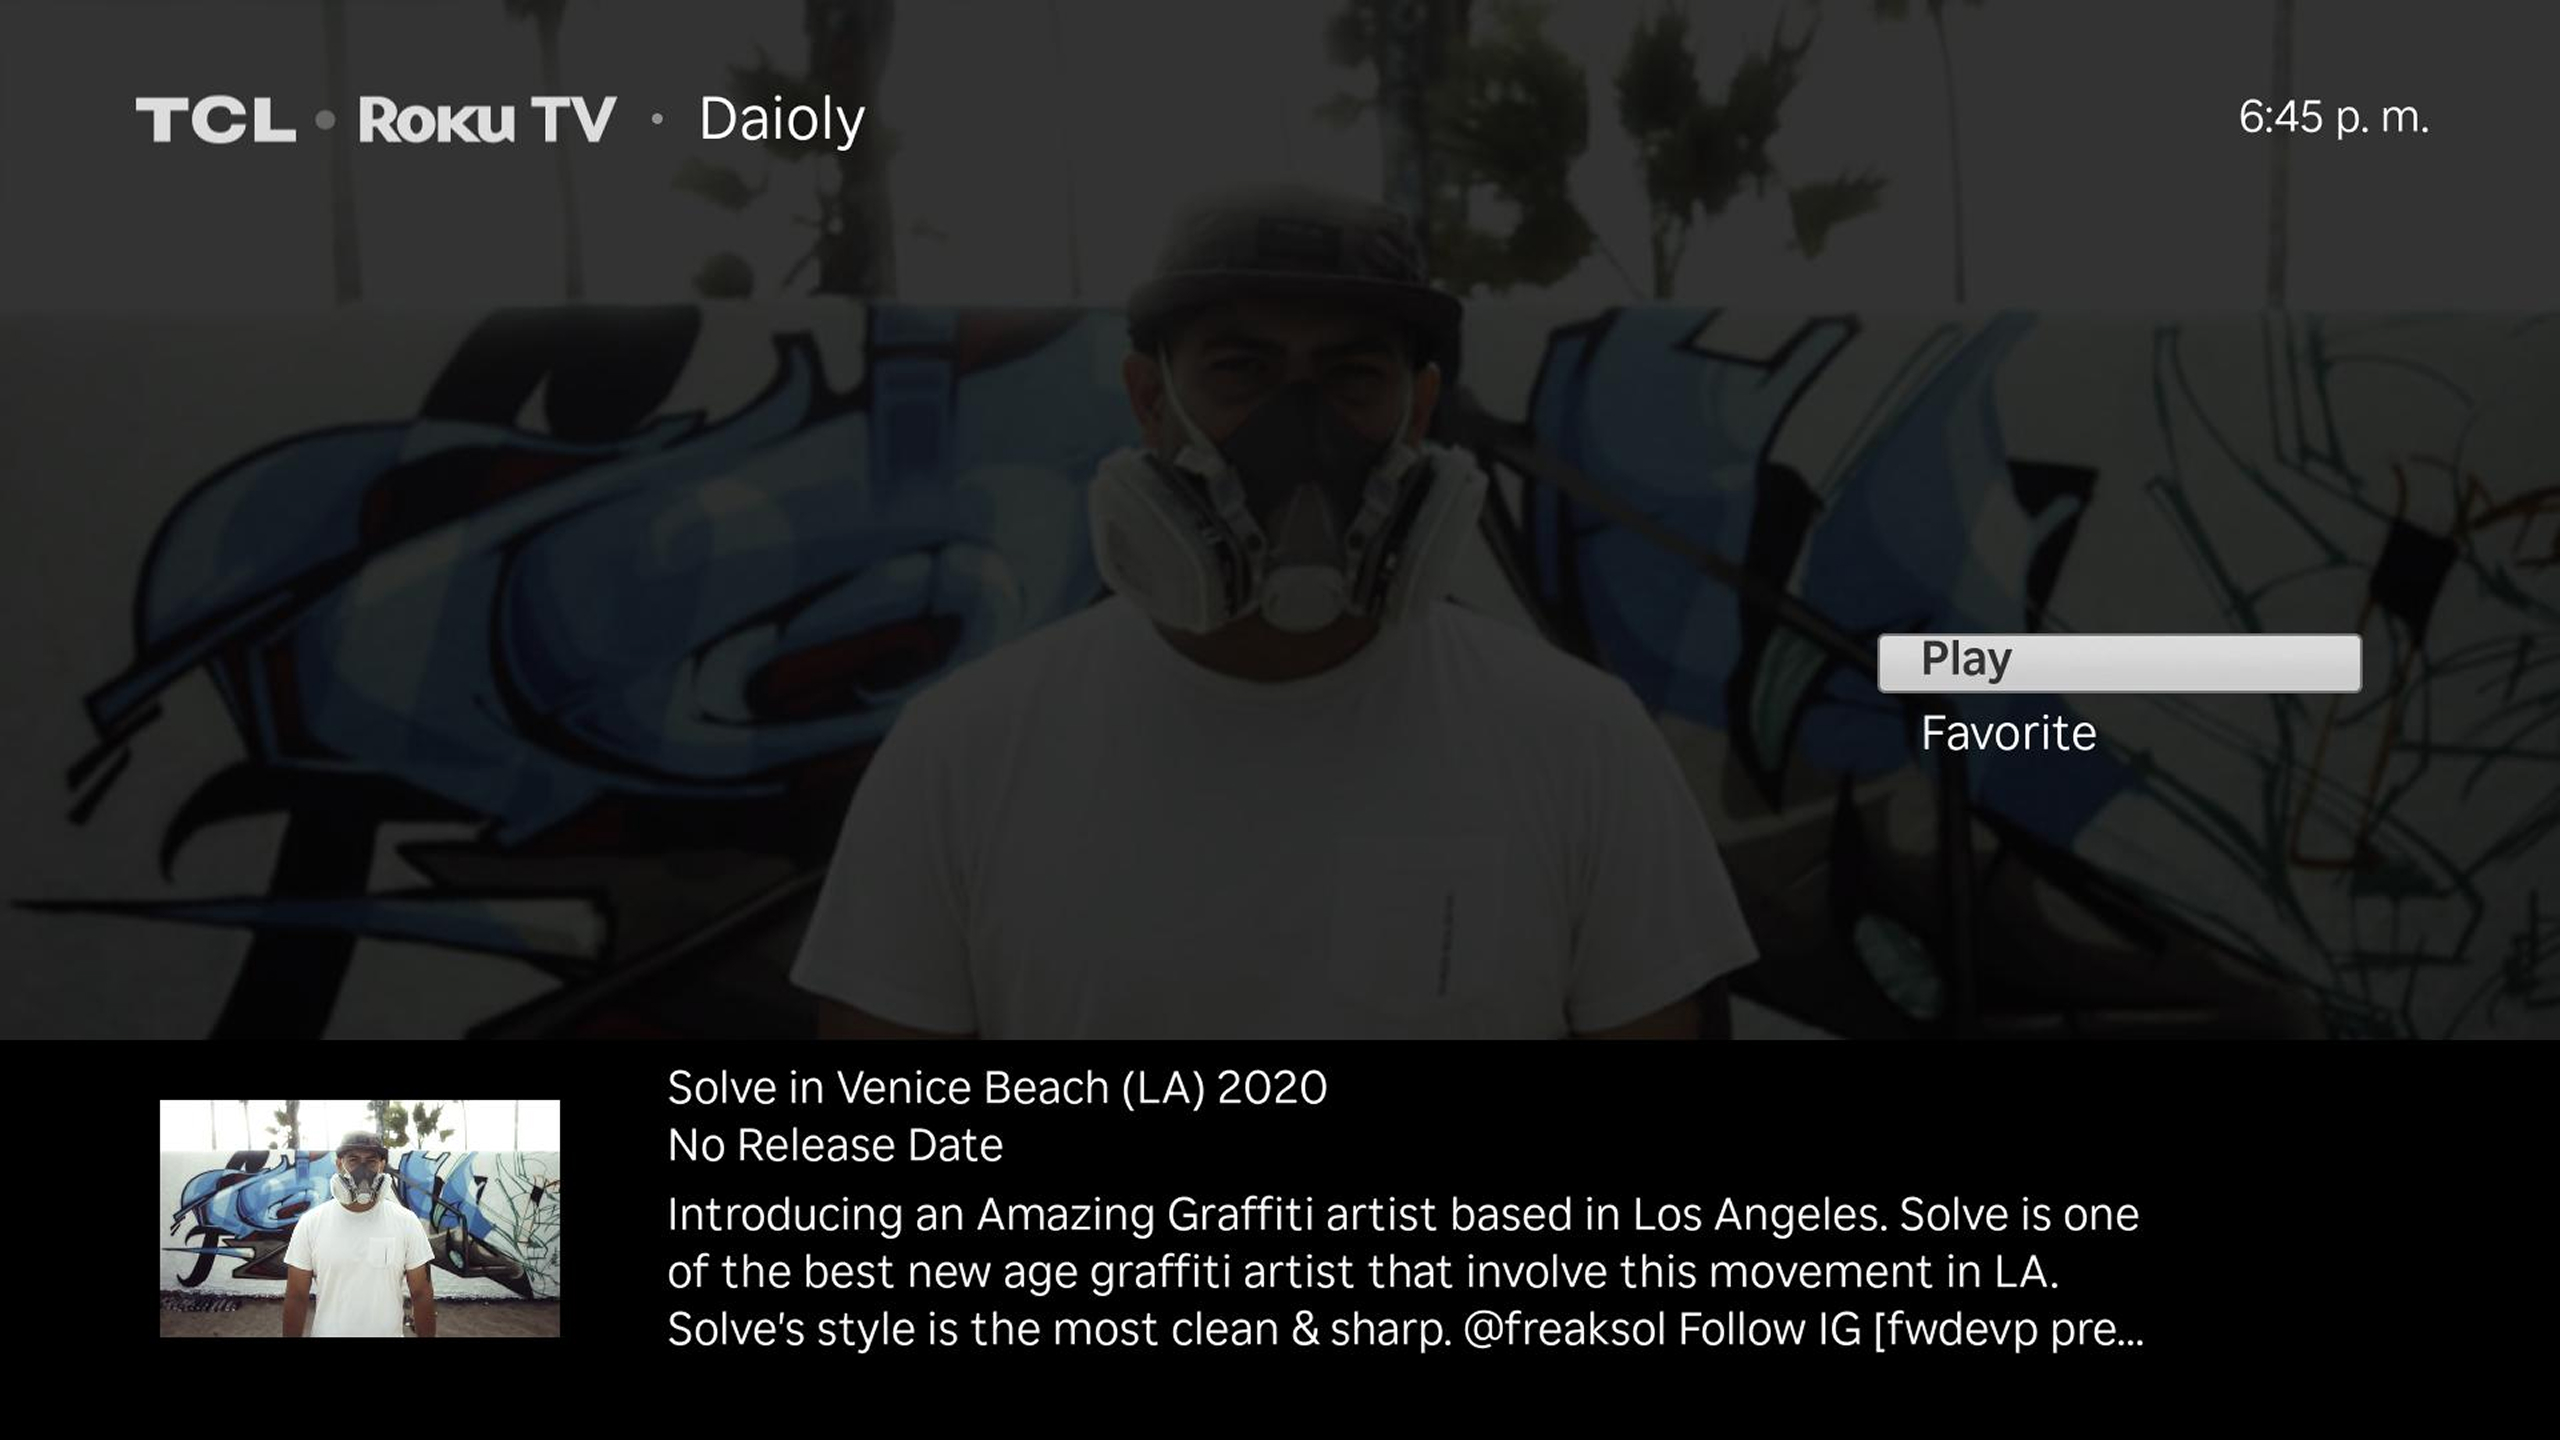 TCL • Roku TV • Daioly
6:45 p. m.
Play
Favorite
Solve in Venice Beach (LA) 2020
No Release Date
Introducing an Amazing Graffiti artist based in Los Angeles. Solve is one
of the best new age graffiti artist that involve this movement in LA.
Solve's style is the most clean & sharp. @freaksol Follow IG [fwdevp pre...